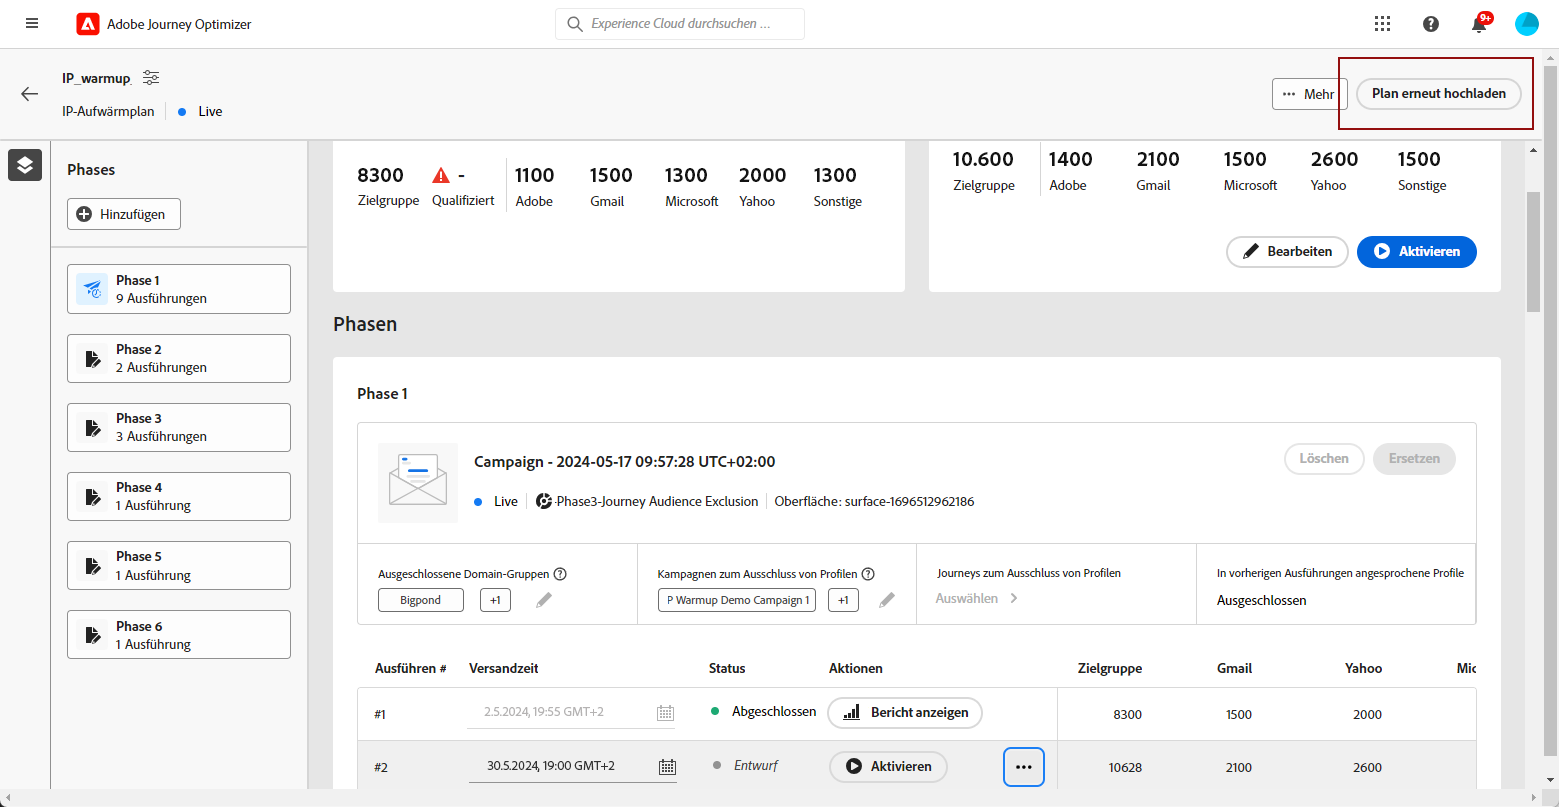 Adobe Journey Optimizer
Experience Cloud durchsuchen ...
9+
IP_warmup
IP-Aufwärmplan
Live
Mehr
Plan erneut hochladen
Phases
Hinzufügen
Phase 1
9 Ausführungen
Phase 2
2 Ausführungen
Phase 3
3 Ausführungen
Phase 4
1 Ausführung
Phase 5
1 Ausführung
Phase 6
1 Ausführung
8300 - 1100 1500 1300 2000 1300
Zielgruppe Qualifiziert Adobe Gmail Microsoft Yahoo Sonstige
10.600 1400 2100 1500 2600 1500
Zielgruppe Adobe Gmail Microsoft Yahoo Sonstige
Bearbeiten Aktivieren
Phasen
Phase 1
Campaign - 2024-05-17 09:57:28 UTC+02:00
Löschen Ersetzen
Live Phase3-Journey Audience Exclusion Oberfläche: surface-1696512962186
Ausgeschlossene Domain-Gruppen
Bigpond +1
Kampagnen zum Ausschluss von Profilen
P Warmup Demo Campaign 1 +1
Journeys zum Ausschluss von Profilen
Auswählen
In vorherigen Ausführungen angesprochene Profile
Ausgeschlossen
Ausführen # Versandzeit Status Aktionen Zielgruppe Gmail Yahoo Mic
#1 2.5.2024, 19:55 GMT+2 Abgeschlossen Bericht anzeigen 8300 1500 2000
#2 30.5.2024, 19:00 GMT+2 Entwurf Aktivieren 10628 2100 2600